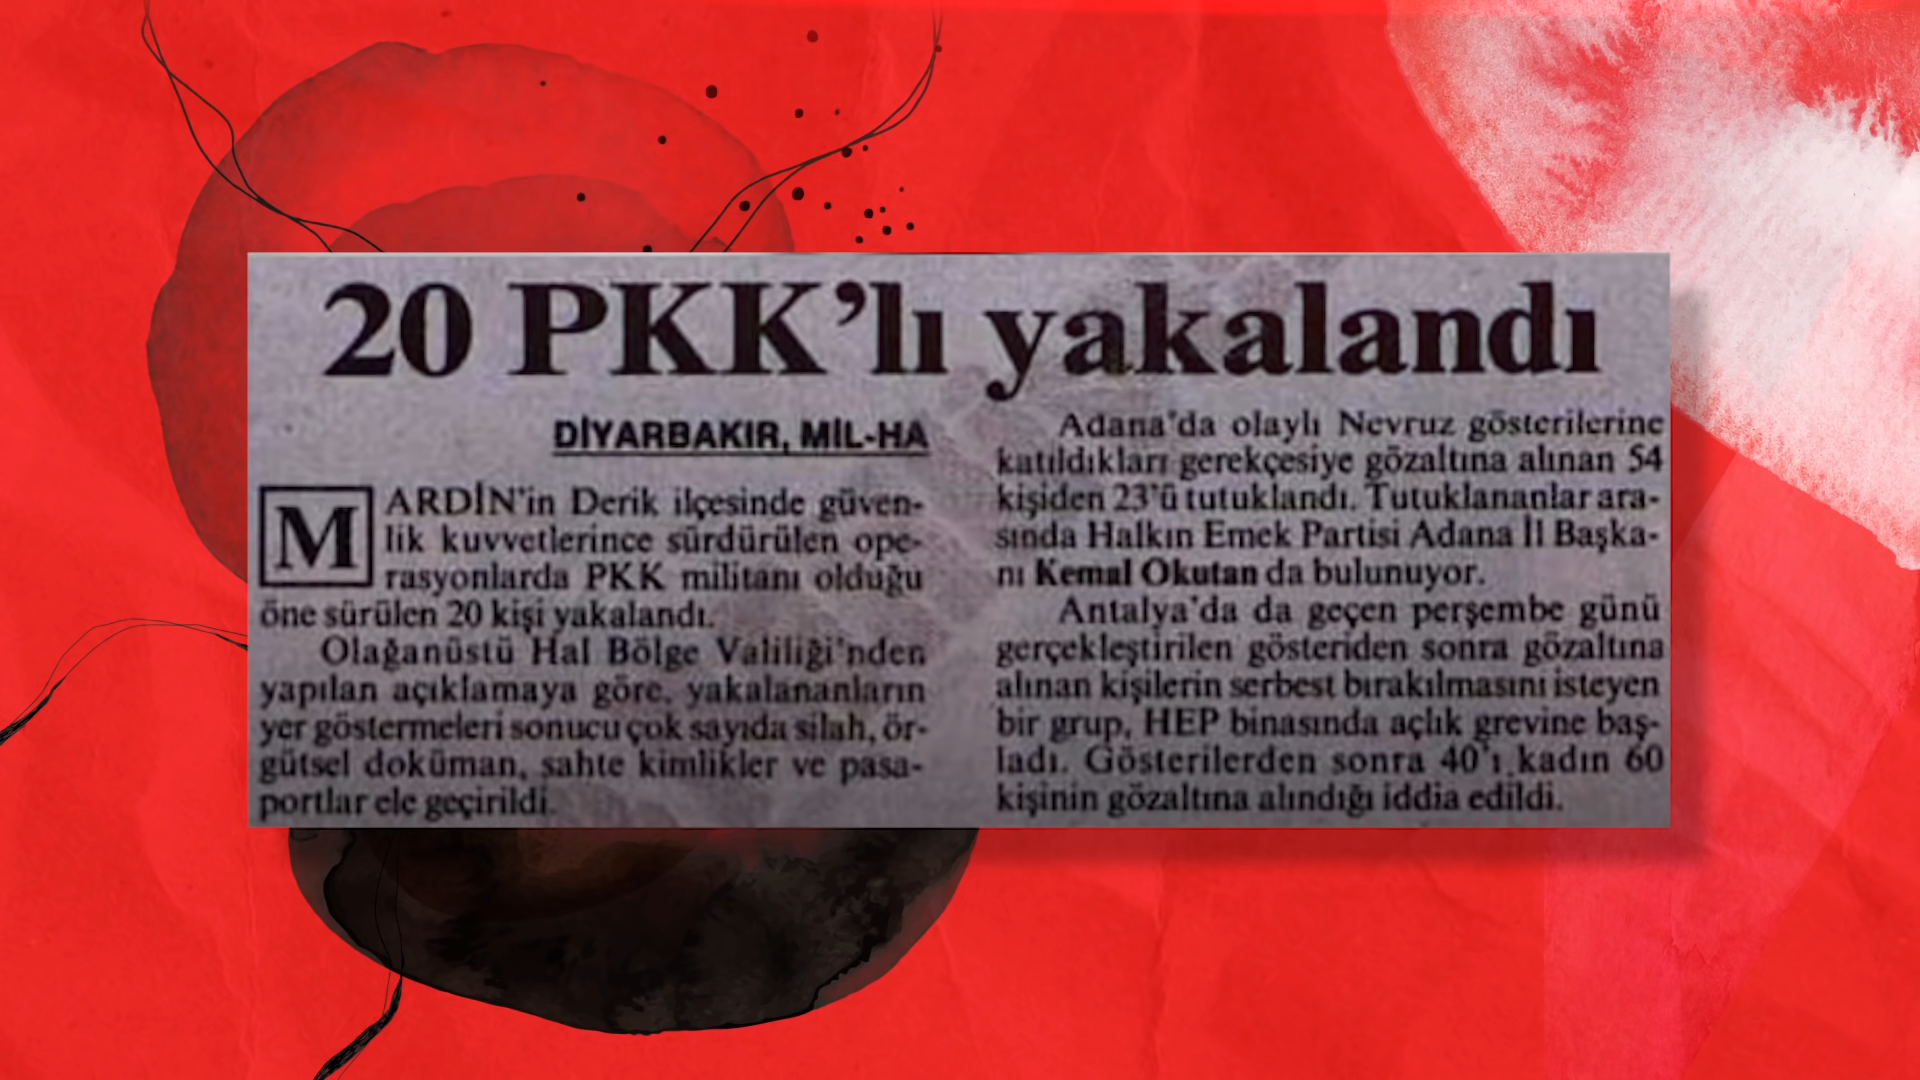 20 PKK’lı yakalandı
DİYARBAKIR, MİL-HA
MARDİN’in Derik ilçesinde güven-
lik kuvvetlerince sürdürülen ope-
rasyonlarda PKK militanı olduğu
öne sürülen 20 kişi yakalandı.
Olağanüstü Hal Bölge Valiliği’nden
yapılan açıklamaya göre, yakalananların
yer göstermeleri sonucu çok sayıda silah, ör-
gütsel doküman, sahte kimlikler ve pasa-
portlar ele geçirildi.
Adana’da olaylı Nevruz gösterilerine
katıldıkları gerekçesiye gözaltına alınan 54
kişiden 23’ü tutuklandı. Tutuklananlar ara-
sında Halkın Emek Partisi Adana İl Başka-
nı Kemal Okutan da bulunuyor.
Antalya’da da geçen perşembe günü
gerçekleştirilen gösteriden sonra gözaltına
alınan kişilerin serbest bırakılmasını isteyen
bir grup, HEP binasında açlık grevine baş-
ladı. Gösterilerden sonra 40’ı kadın 60
kişinin gözaltına alındığı iddia edildi.